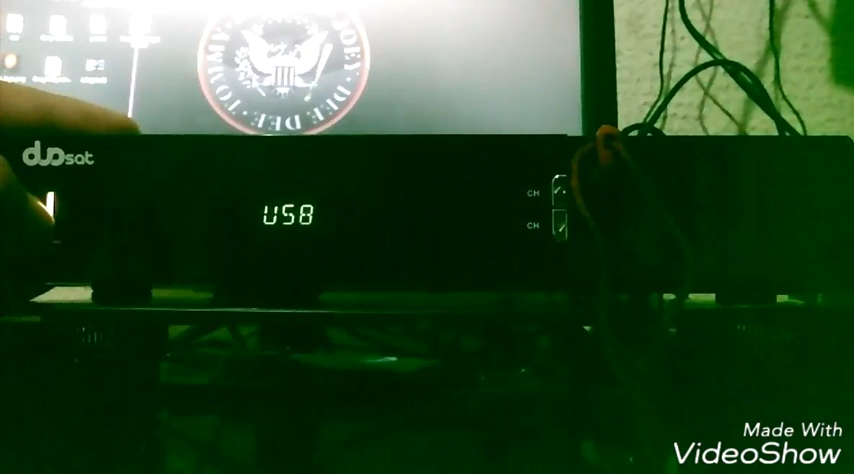 TOMMY JOEY DEE DEE
duosat
USB
CH
CH
Made With
VideoShow